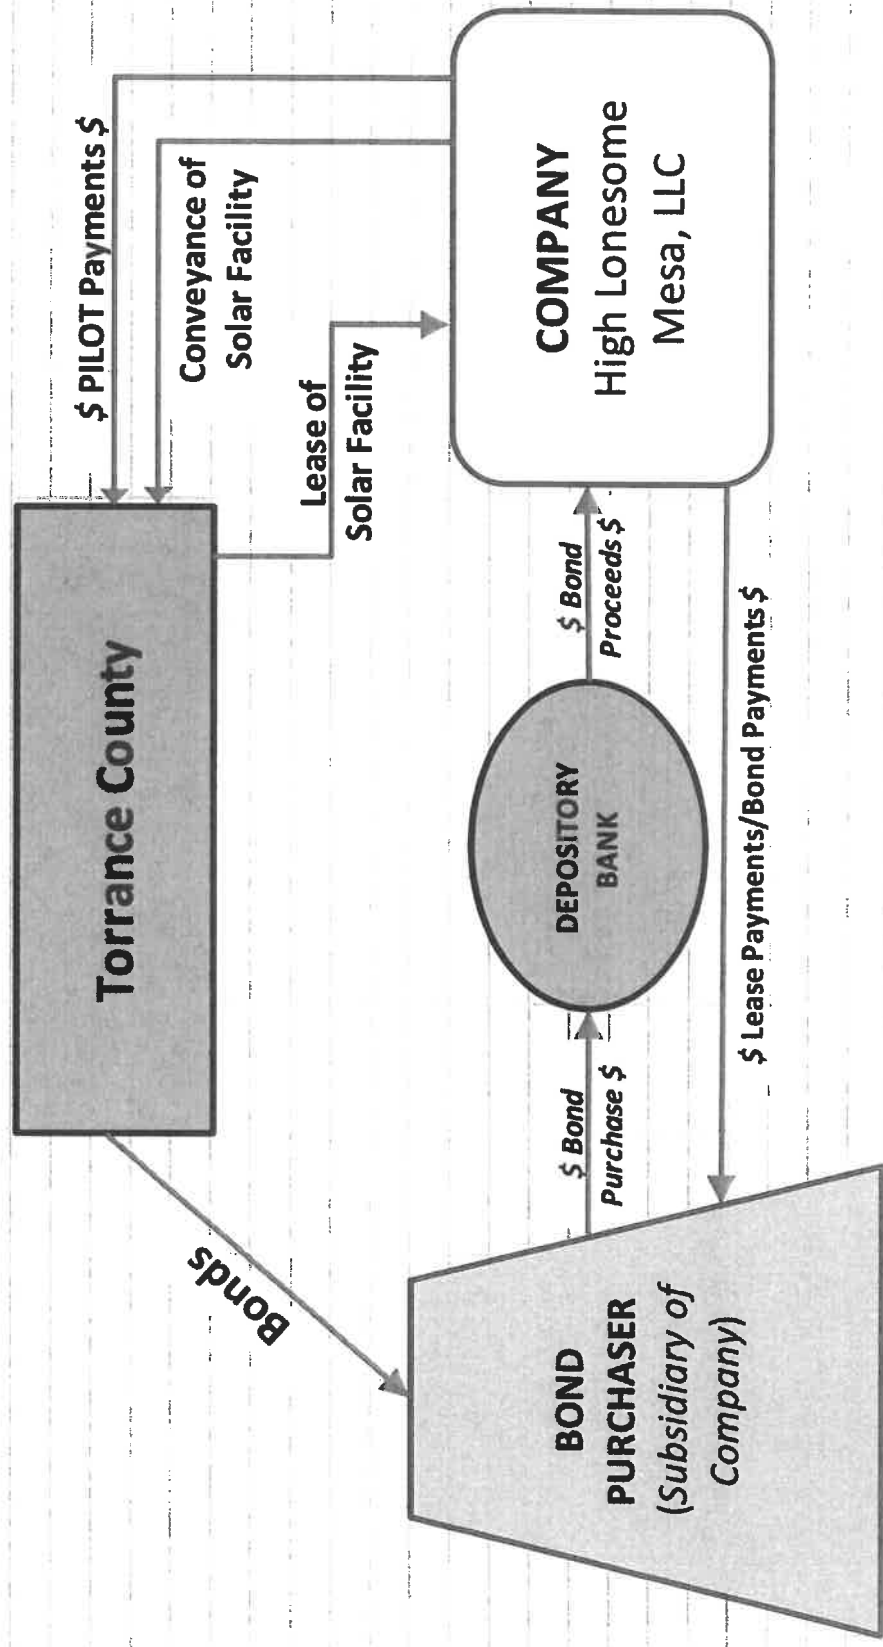 Torrance County
$ PILOT Payments $
Conveyance of
Solar Facility
Lease of
Solar Facility
Bonds
BOND
PURCHASER
(Subsidiary of
Company)
$ Bond
Purchase $
DEPOSITORY
BANK
$ Bond
Proceeds $
COMPANY
High Lonesome
Mesa, LLC
$ Lease Payments/Bond Payments $